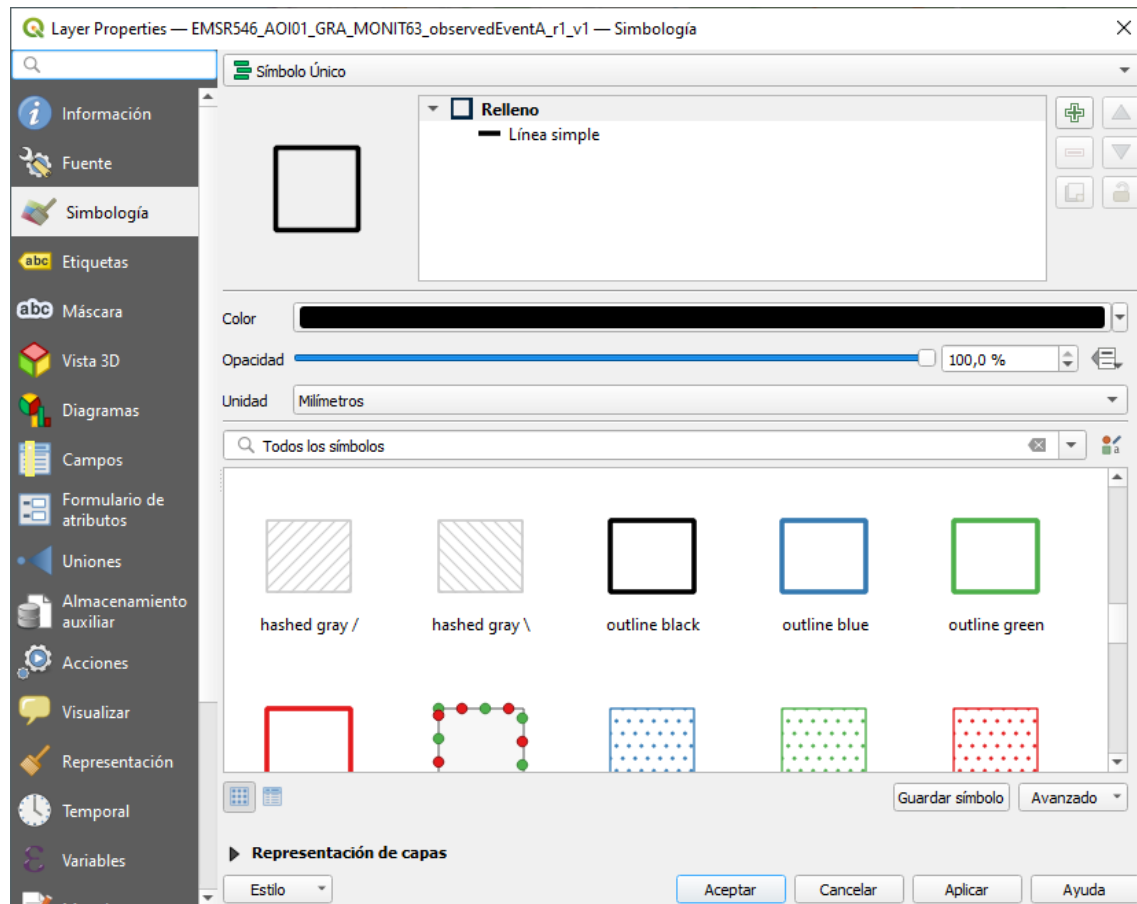 Layer Properties — EMSR546_AOI01_GRA_MONIT63_observedEventA_r1_v1 — Simbología
Símbolo Único
Información
Fuente
Simbología
abc Etiquetas
abc Máscara
Vista 3D
Diagramas
Campos
Formulario de
atributos
Uniones
Almacenamiento
auxiliar
Acciones
Visualizar
Representación
Temporal
Variables
Relleno
Línea simple
Color
Opacidad
100,0 %
Unidad
Milímetros
Todos los símbolos
hashed gray /
hashed gray \
outline black
outline blue
outline green
Guardar símbolo
Avanzado
Representación de capas
Estilo
Aceptar
Cancelar
Aplicar
Ayuda